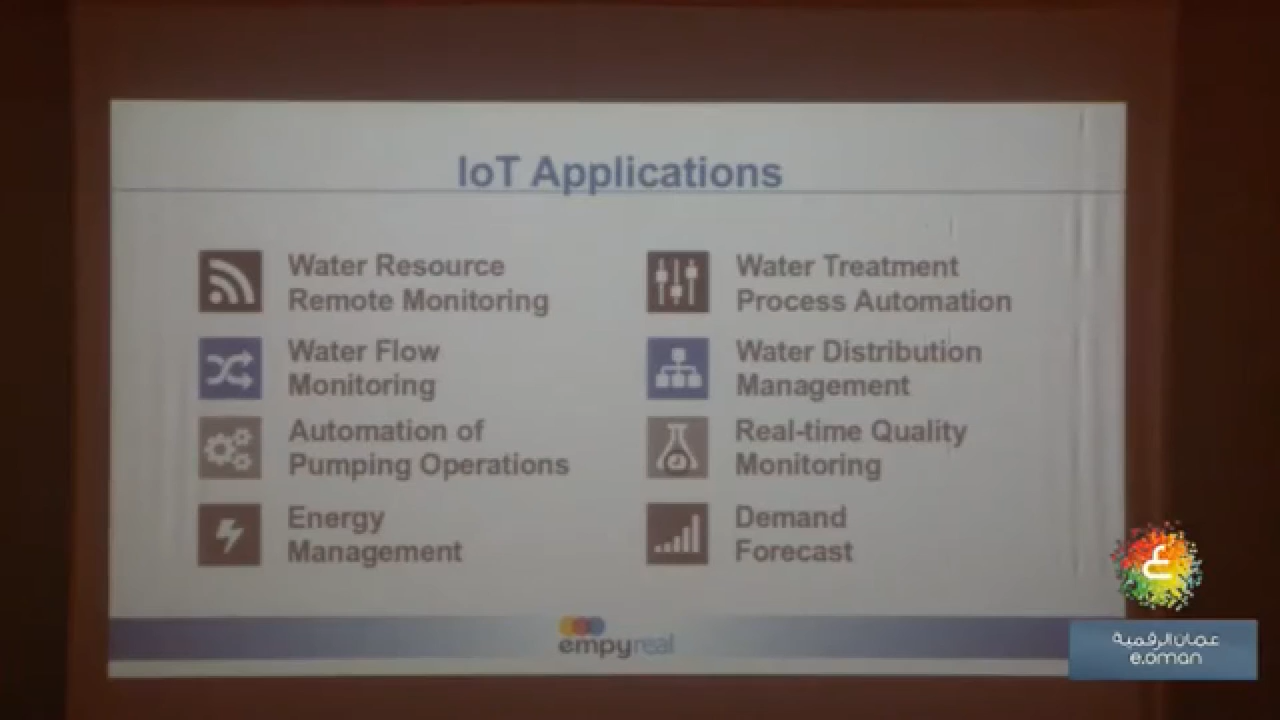 IoT Applications
Water Resource
Remote Monitoring
Water Flow
Monitoring
Automation of
Pumping Operations
Energy
Management
Water Treatment
Process Automation
Water Distribution
Management
Real-time Quality
Monitoring
Demand
Forecast
empyreal
ع
عمان الرقمية
e.oman